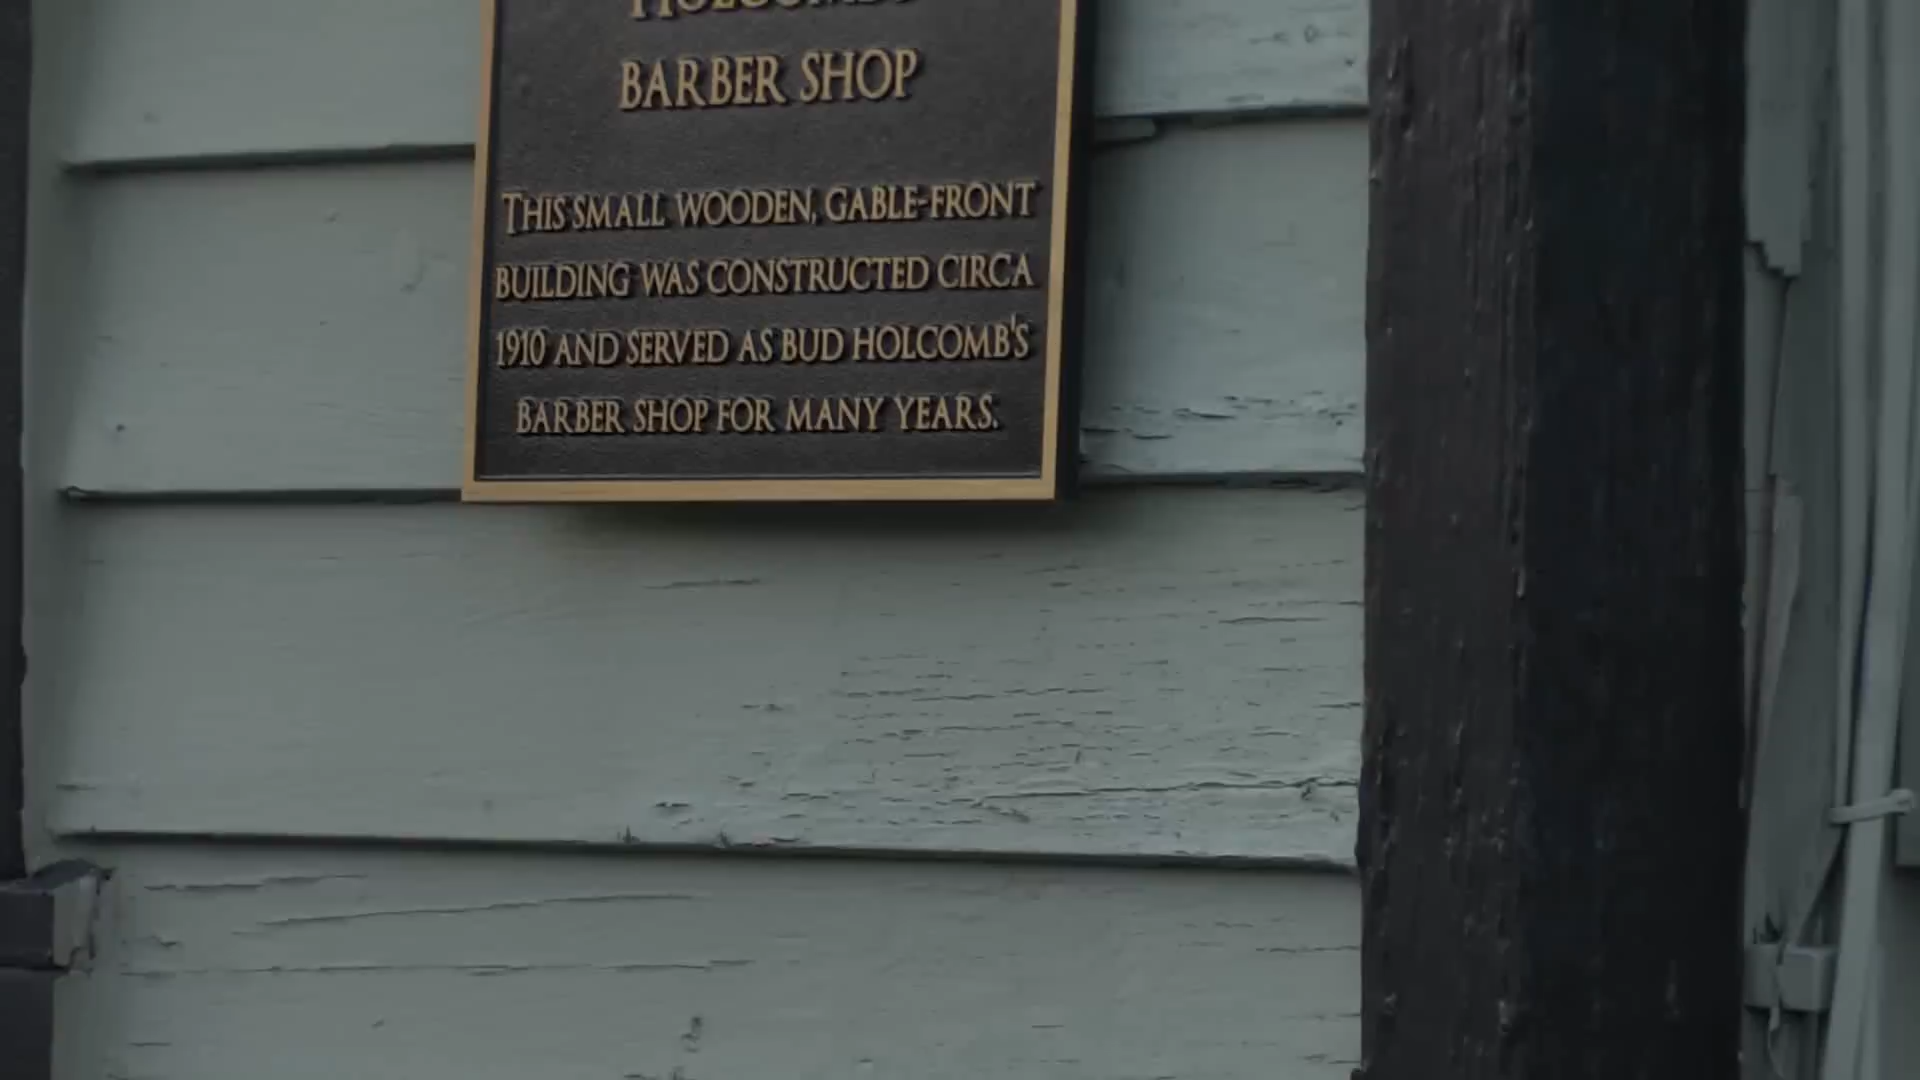 HOLCOMB'S
BARBER SHOP
THIS SMALL WOODEN, GABLE-FRONT
BUILDING WAS CONSTRUCTED CIRCA
1910 AND SERVED AS BUD HOLCOMB'S
BARBER SHOP FOR MANY YEARS.